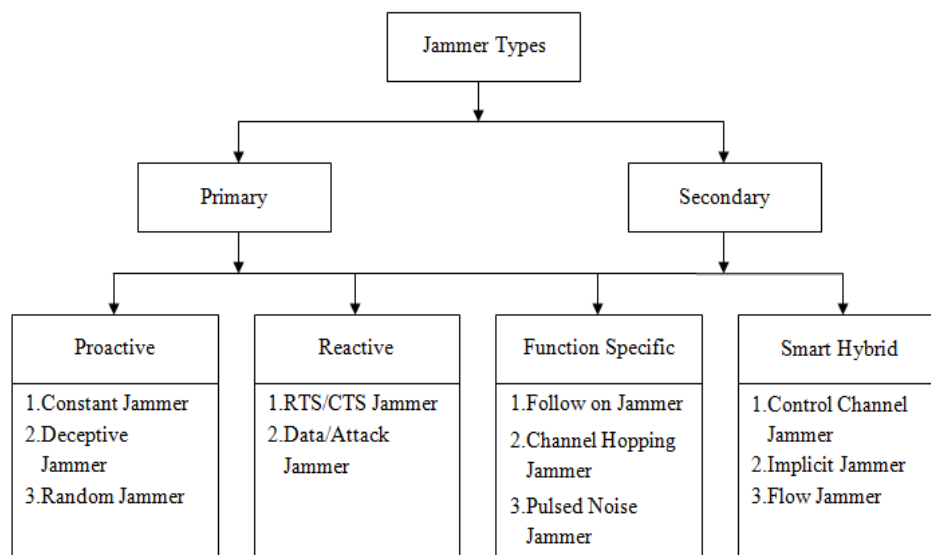 Jammer Types
Primary
Secondary
Proactive
1.Constant Jammer
2.Deceptive
Jammer
3.Random Jammer
Reactive
1.RTS/CTS Jammer
2.Data/Attack
Jammer
Function Specific
1.Follow on Jammer
2.Channel Hopping
Jammer
3.Pulsed Noise
Jammer
Smart Hybrid
1.Control Channel
Jammer
2.Implicit Jammer
3.Flow Jammer